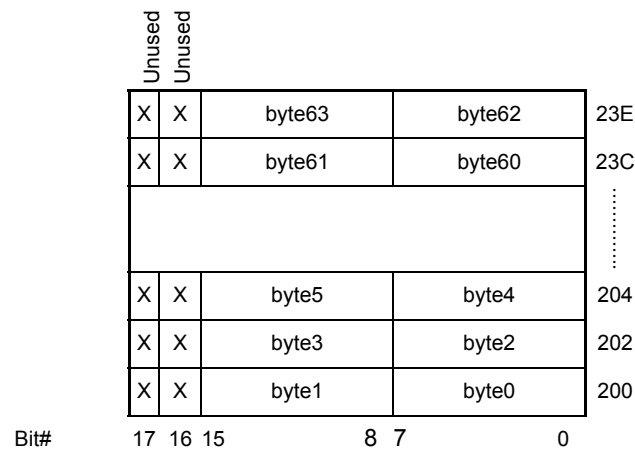 Unused Unused
X X byte63 byte62 23E
X X byte61 byte60 23C
X X byte5 byte4 204
X X byte3 byte2 202
X X byte1 byte0 200
Bit# 17 16 15 8 7 0